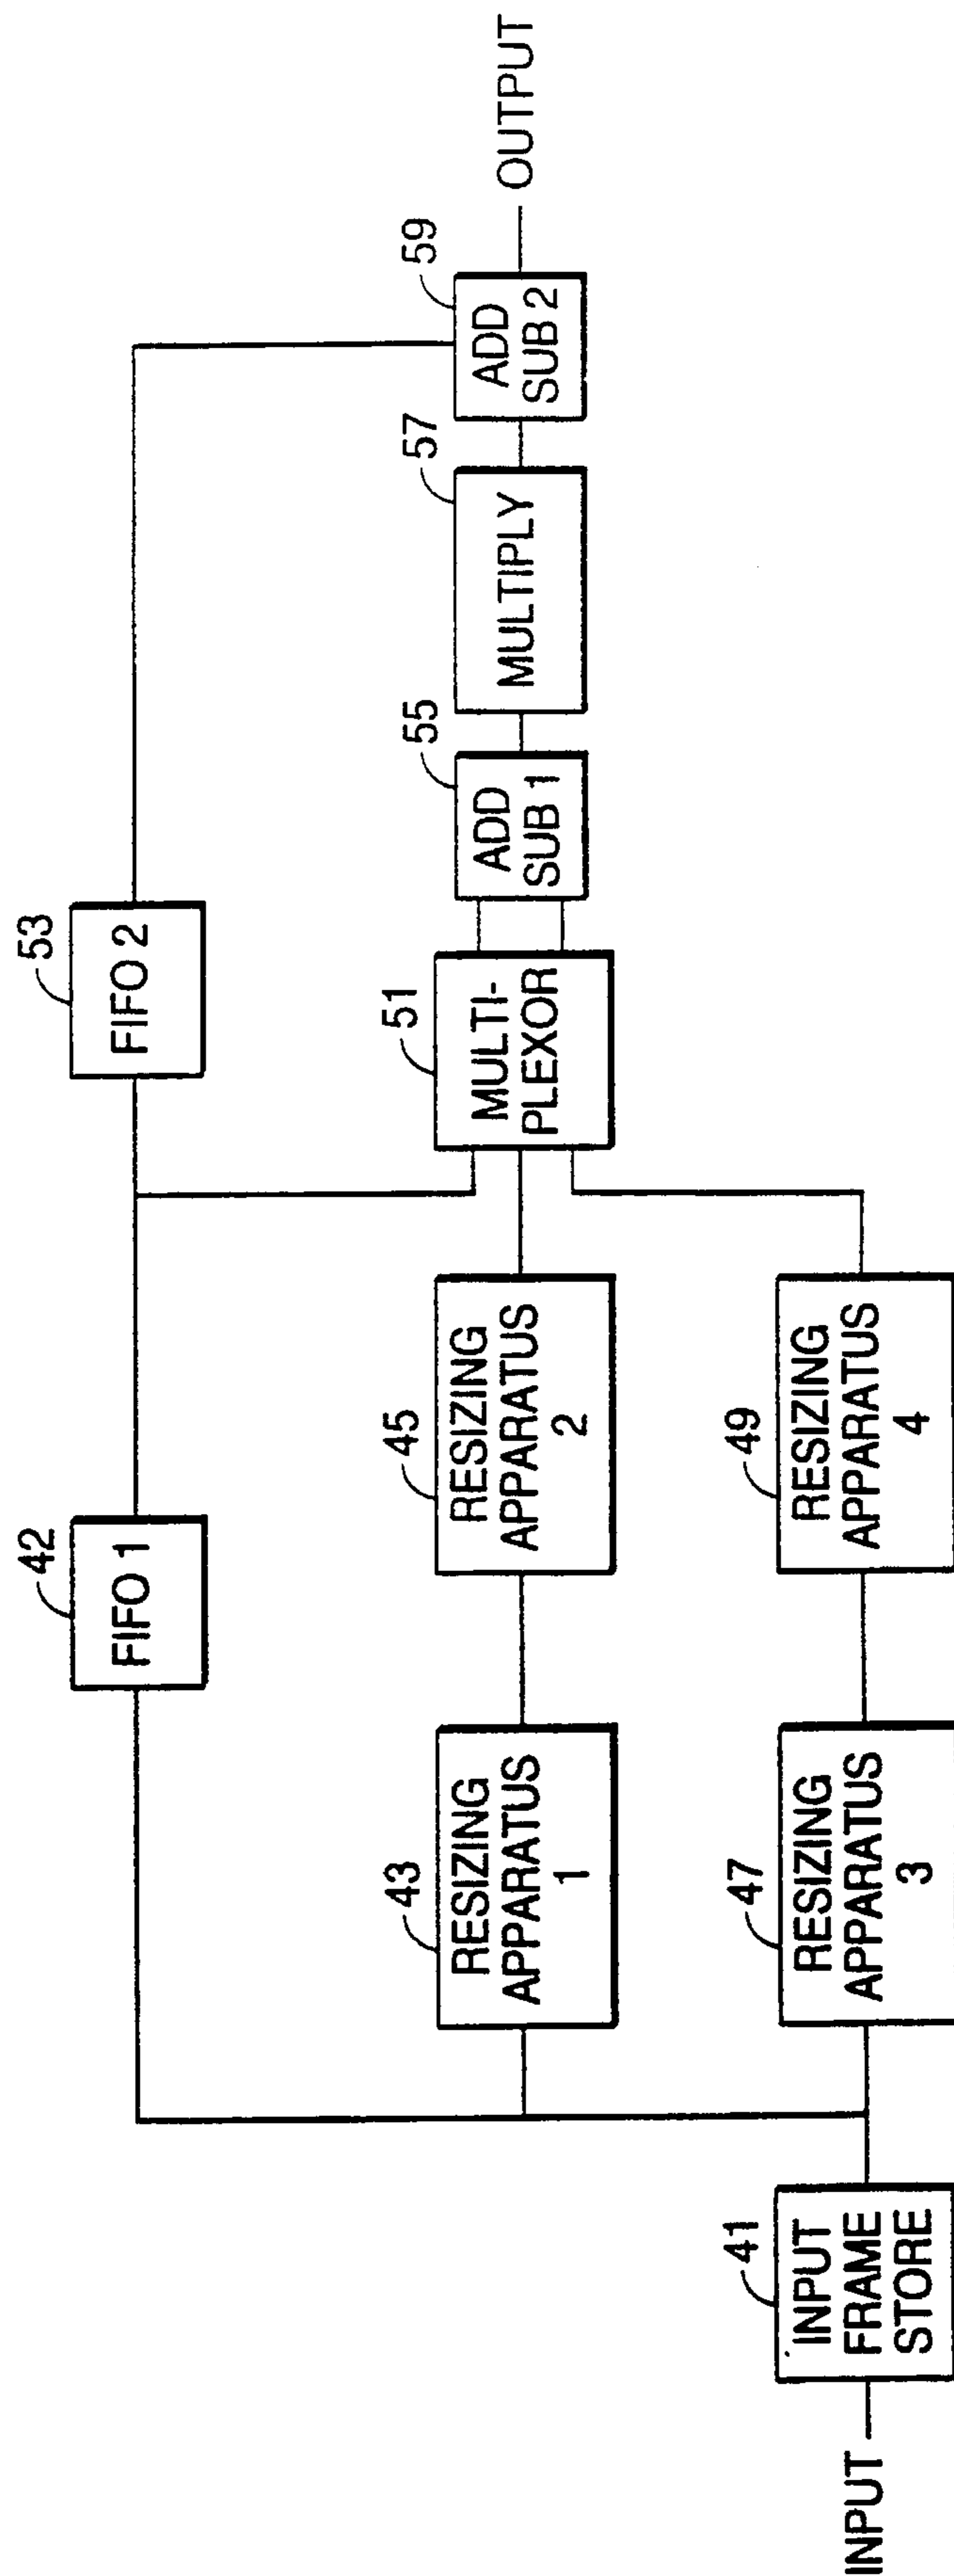 INPUT
41
INPUT
FRAME
STORE
42
FIFO 1
43
RESIZING
APPARATUS
1
45
RESIZING
APPARATUS
2
47
RESIZING
APPARATUS
3
49
RESIZING
APPARATUS
4
51
MULTI-
PLEXOR
53
FIFO 2
55
ADD
SUB 1
57
MULTIPLY
59
ADD
SUB 2
OUTPUT